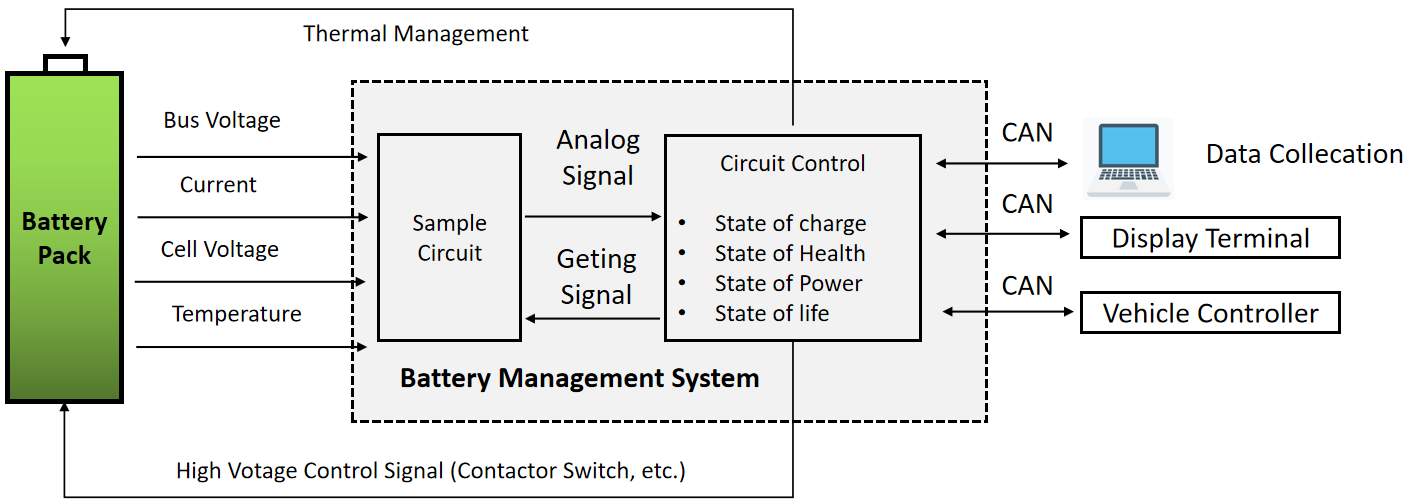 Thermal Management
Battery
Pack
Bus Voltage
Current
Cell Voltage
Temperature
Sample
Circuit
Analog
Signal
Geting
Signal
Circuit Control
• State of charge
• State of Health
• State of Power
• State of life
Battery Management System
CAN
Data Collecation
CAN
Display Terminal
CAN
Vehicle Controller
High Votage Control Signal (Contactor Switch, etc.)